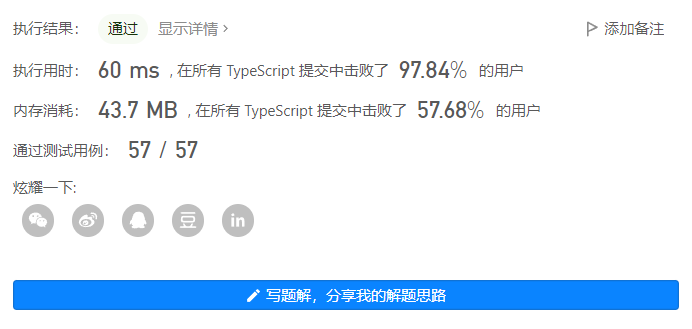 执行结果： 通过 显示详情 › 添加备注
执行用时： 60 ms , 在所有 TypeScript 提交中击败了 97.84% 的用户
内存消耗： 43.7 MB , 在所有 TypeScript 提交中击败了 57.68% 的用户
通过测试用例： 57 / 57
炫耀一下:
豆 in
写题解，分享我的解题思路